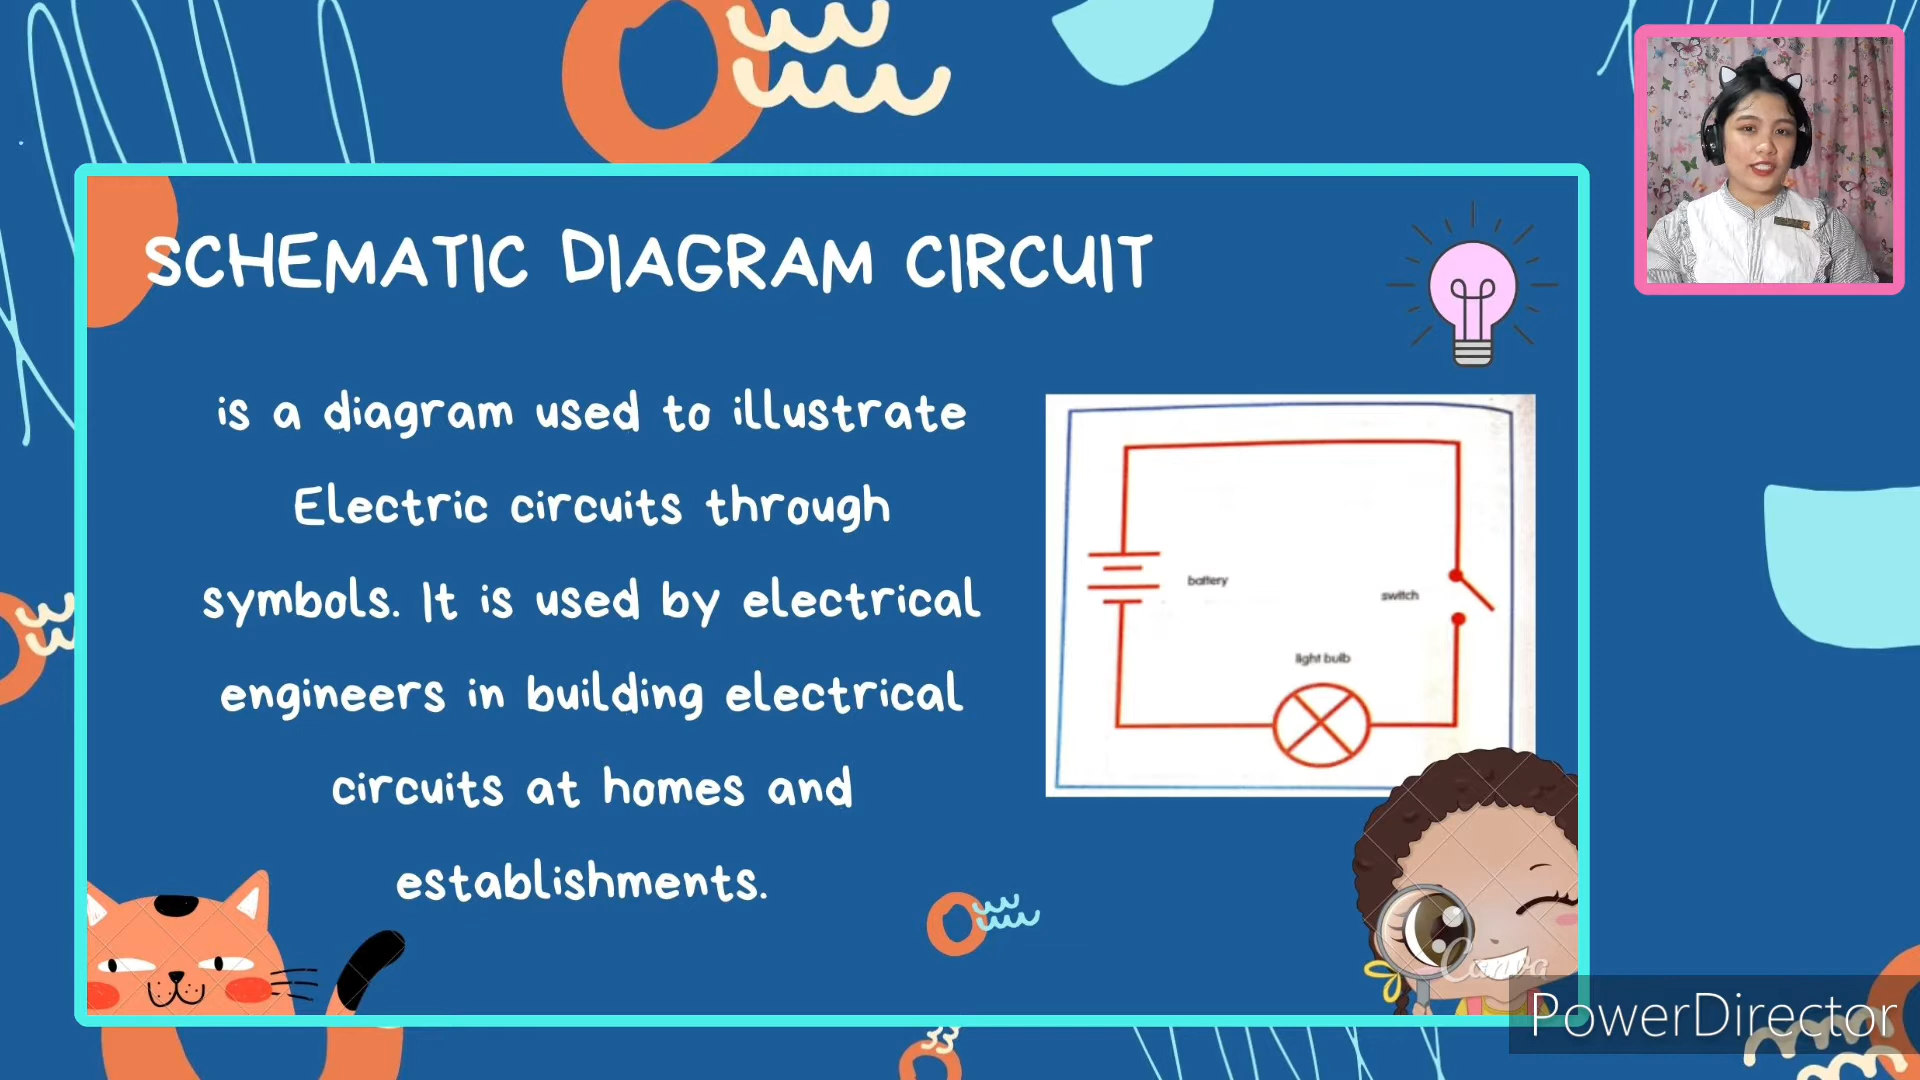 SCHEMATIC DIAGRAM CIRCUIT
is a diagram used to illustrate
Electric circuits through
symbols. It is used by electrical
engineers in building electrical
circuits at homes and
establishments.
battery
switch
light bulb
Canva
PowerDirector